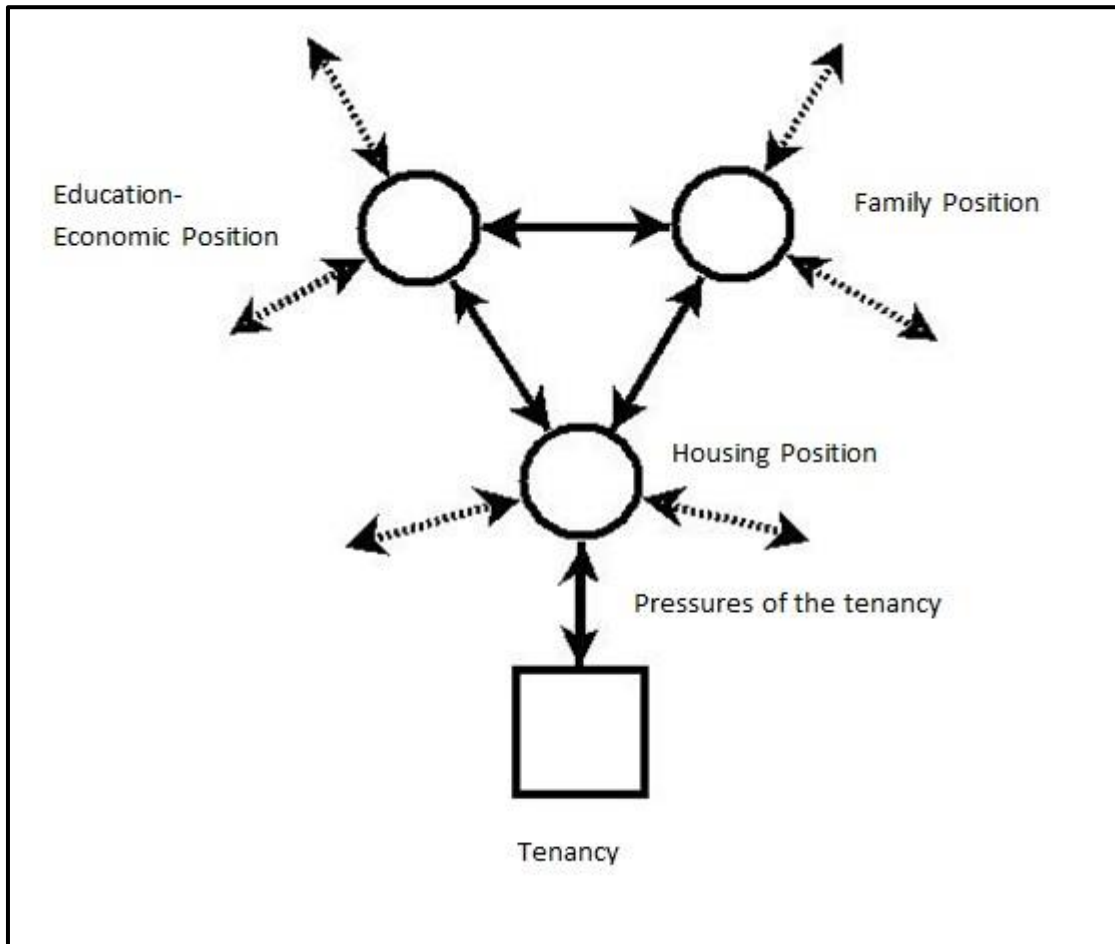 Education-
Economic Position
Family Position
Housing Position
Pressures of the tenancy
Tenancy